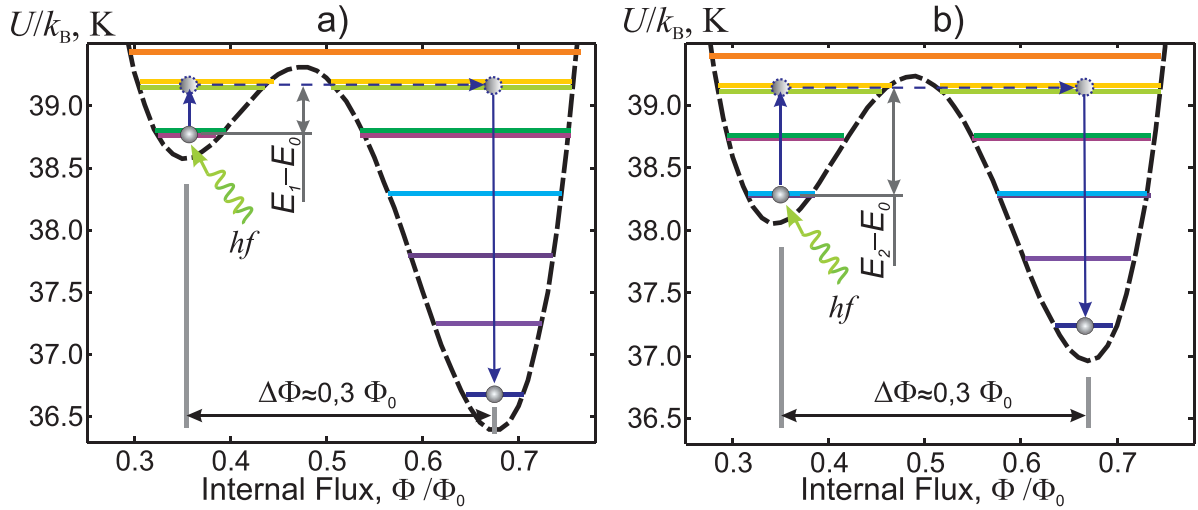 U/k_B, K
a)
39.0
38.5
38.0
37.5
37.0
36.5
E₁–E₀
hf
ΔΦ≈0,3 Φ₀
0.3 0.4 0.5 0.6 0.7
Internal Flux, Φ /Φ₀
U/k_B, K
b)
39.0
38.5
38.0
37.5
37.0
36.5
E₂–E₀
hf
ΔΦ≈0,3 Φ₀
0.3 0.4 0.5 0.6 0.7
Internal Flux, Φ/Φ₀